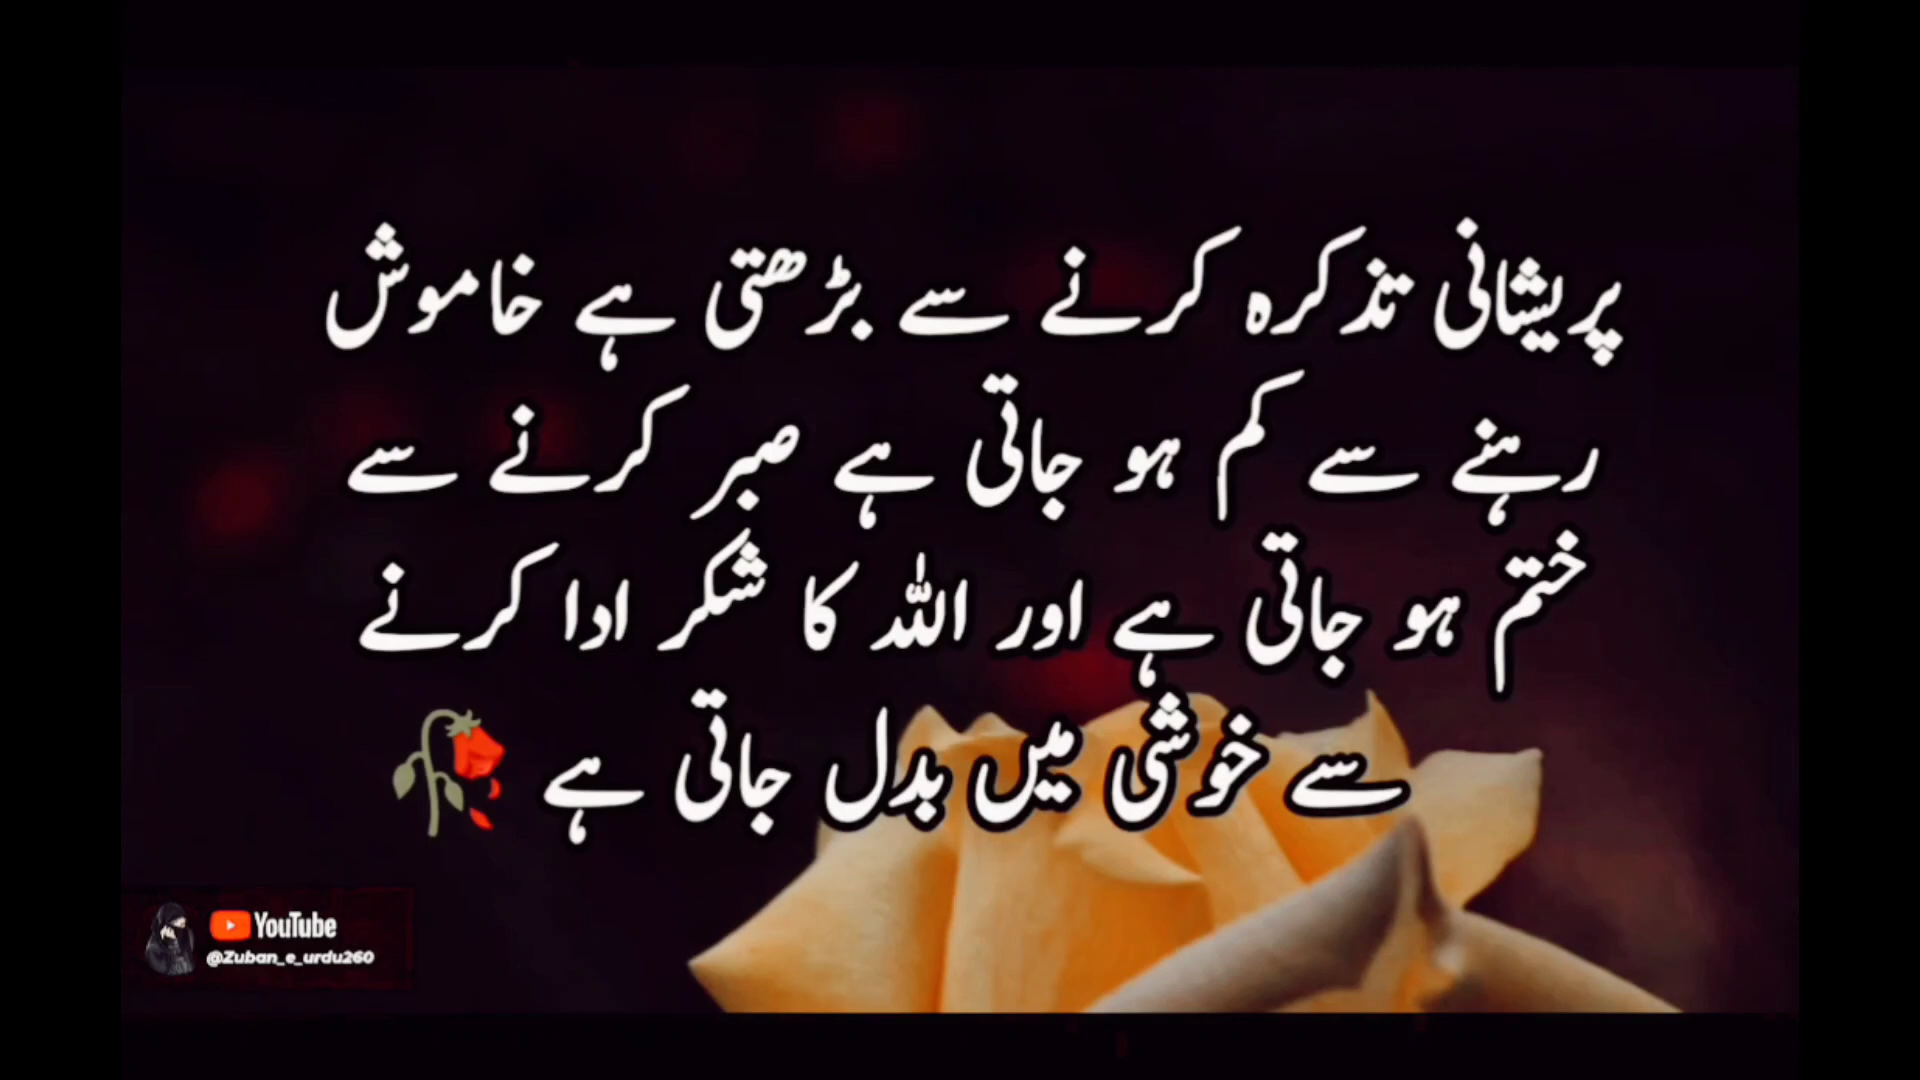 پریشانی تذکرہ کرنے سے بڑھتی ہے خاموش
رہنے سے کم ہو جاتی ہے صبر کرنے سے
ختم ہو جاتی ہے اور اللہ کا شکر ادا کرنے
سے خوشی میں بدل جاتی ہے 🥀
YouTube
@Zuban_e_urdu260